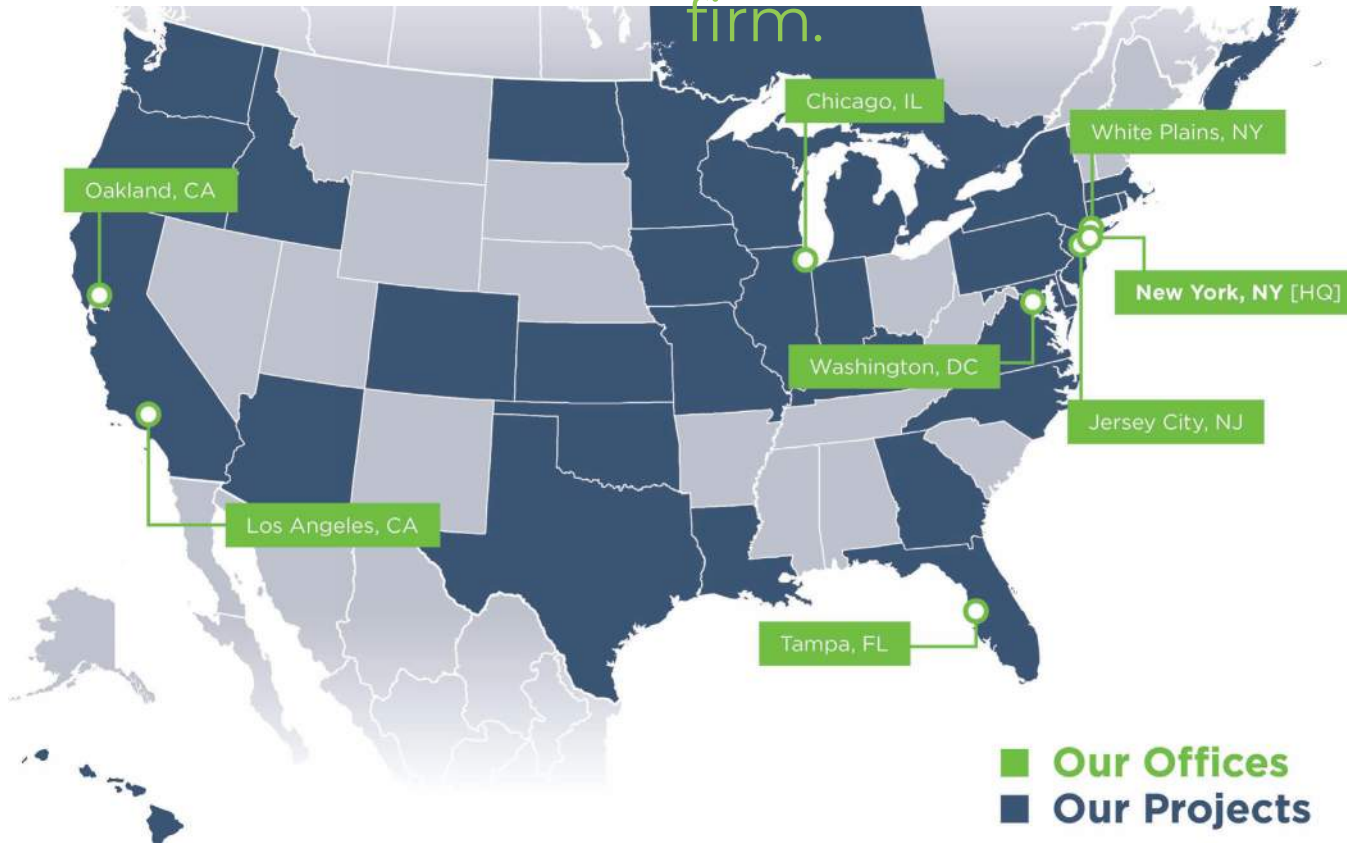 firm.
Chicago, IL
White Plains, NY
Oakland, CA
New York, NY [HQ]
Washington, DC
Jersey City, NJ
Los Angeles, CA
Tampa, FL
Our Offices
Our Projects